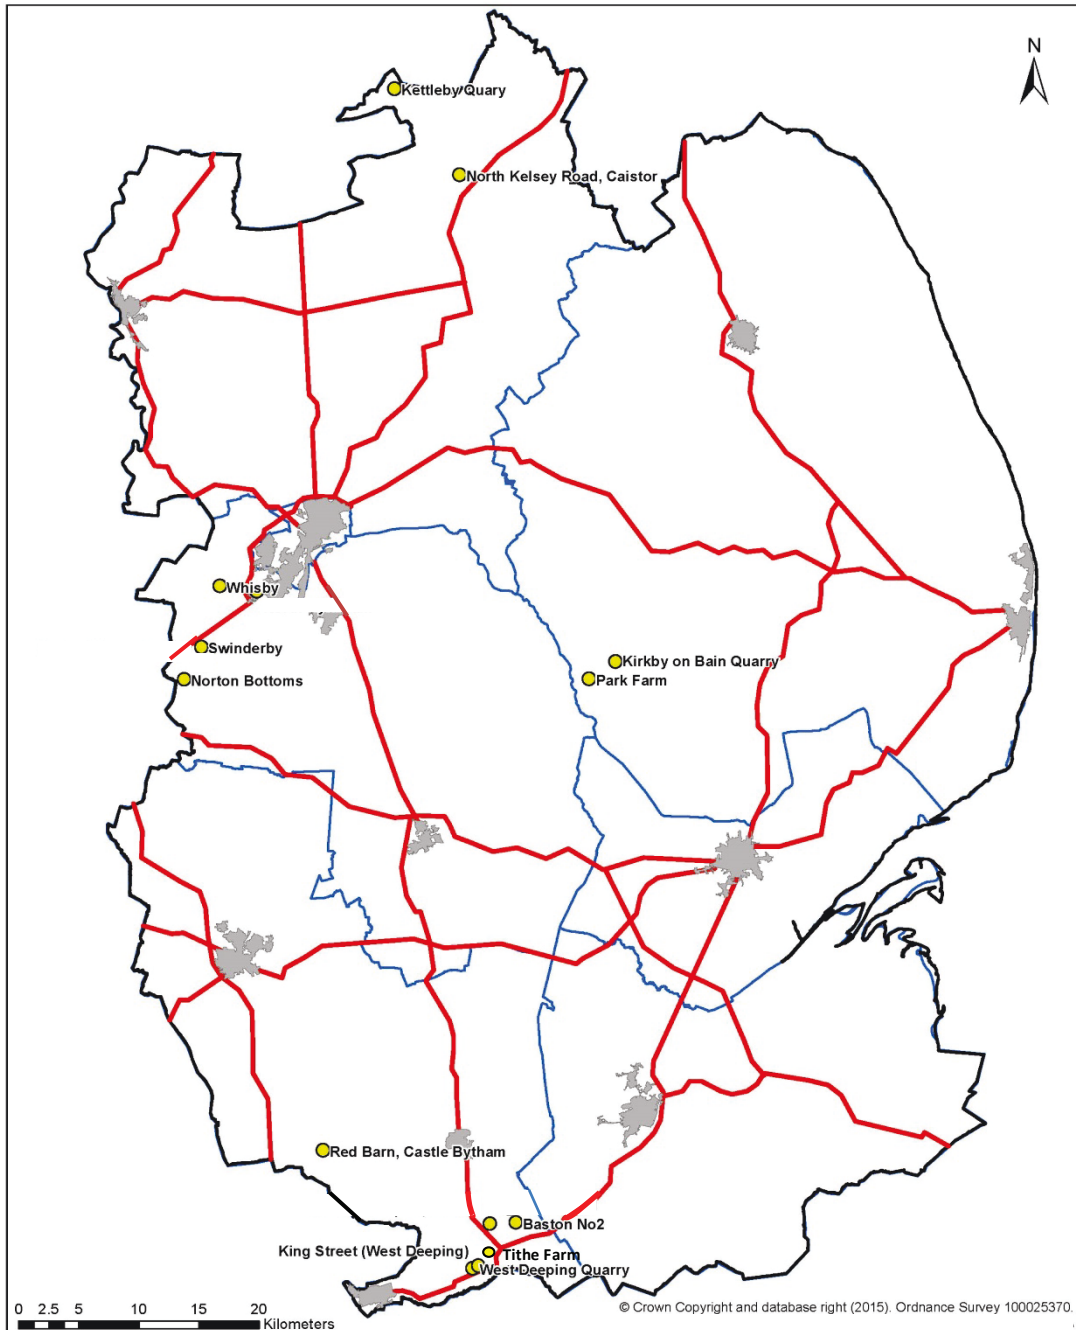 N
Kettleby Quary
North Kelsey Road, Caistor
Whisby
Swinderby
Norton Bottoms
Kirkby on Bain Quarry
Park Farm
Red Barn, Castle Bytham
Baston No2
King Street (West Deeping)
Tithe Farm
West Deeping Quarry
© Crown Copyright and database right (2015). Ordnance Survey 100025370.
0 2.5 5 10 15 20
Kilometers